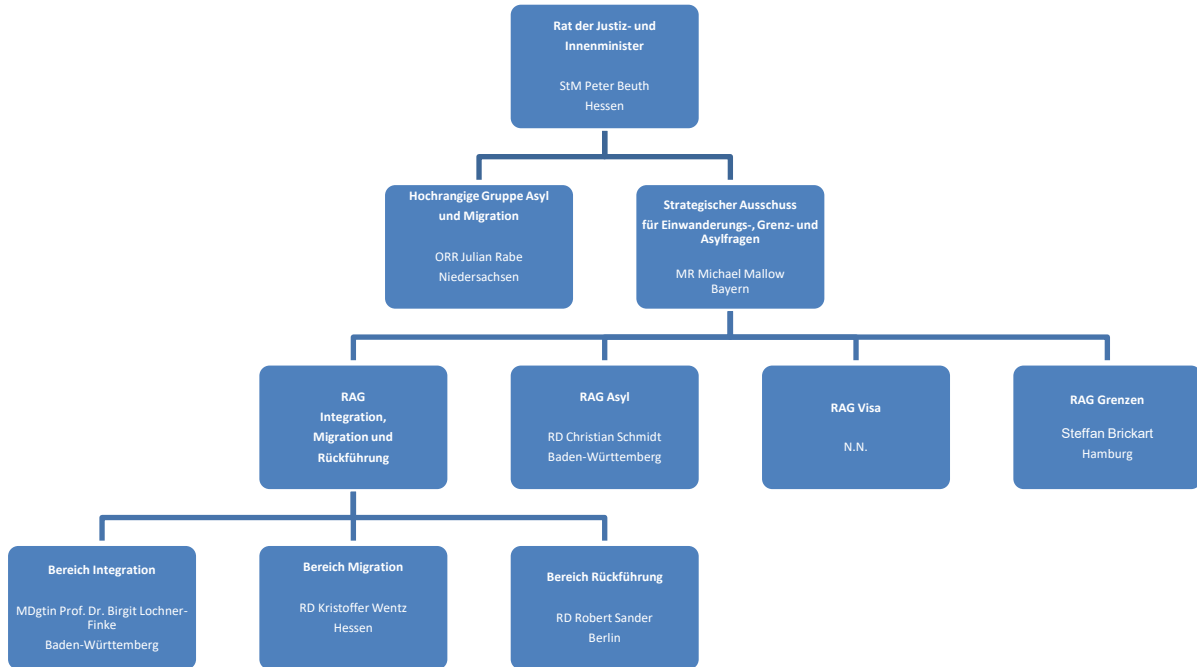 Rat der Justiz- und
Innenminister
StM Peter Beuth
Hessen
Hochrangige Gruppe Asyl
und Migration
ORR Julian Rabe
Niedersachsen
Strategischer Ausschuss
für Einwanderungs-, Grenz- und
Asylfragen
MR Michael Mallow
Bayern
RAG
Integration,
Migration und
Rückführung
RAG Asyl
RD Christian Schmidt
Baden-Württemberg
RAG Visa
N.N.
RAG Grenzen
Steffan Brickart
Hamburg
Bereich Integration
MDgtin Prof. Dr. Birgit Lochner-
Finke
Baden-Württemberg
Bereich Migration
RD Kristoffer Wentz
Hessen
Bereich Rückführung
RD Robert Sander
Berlin